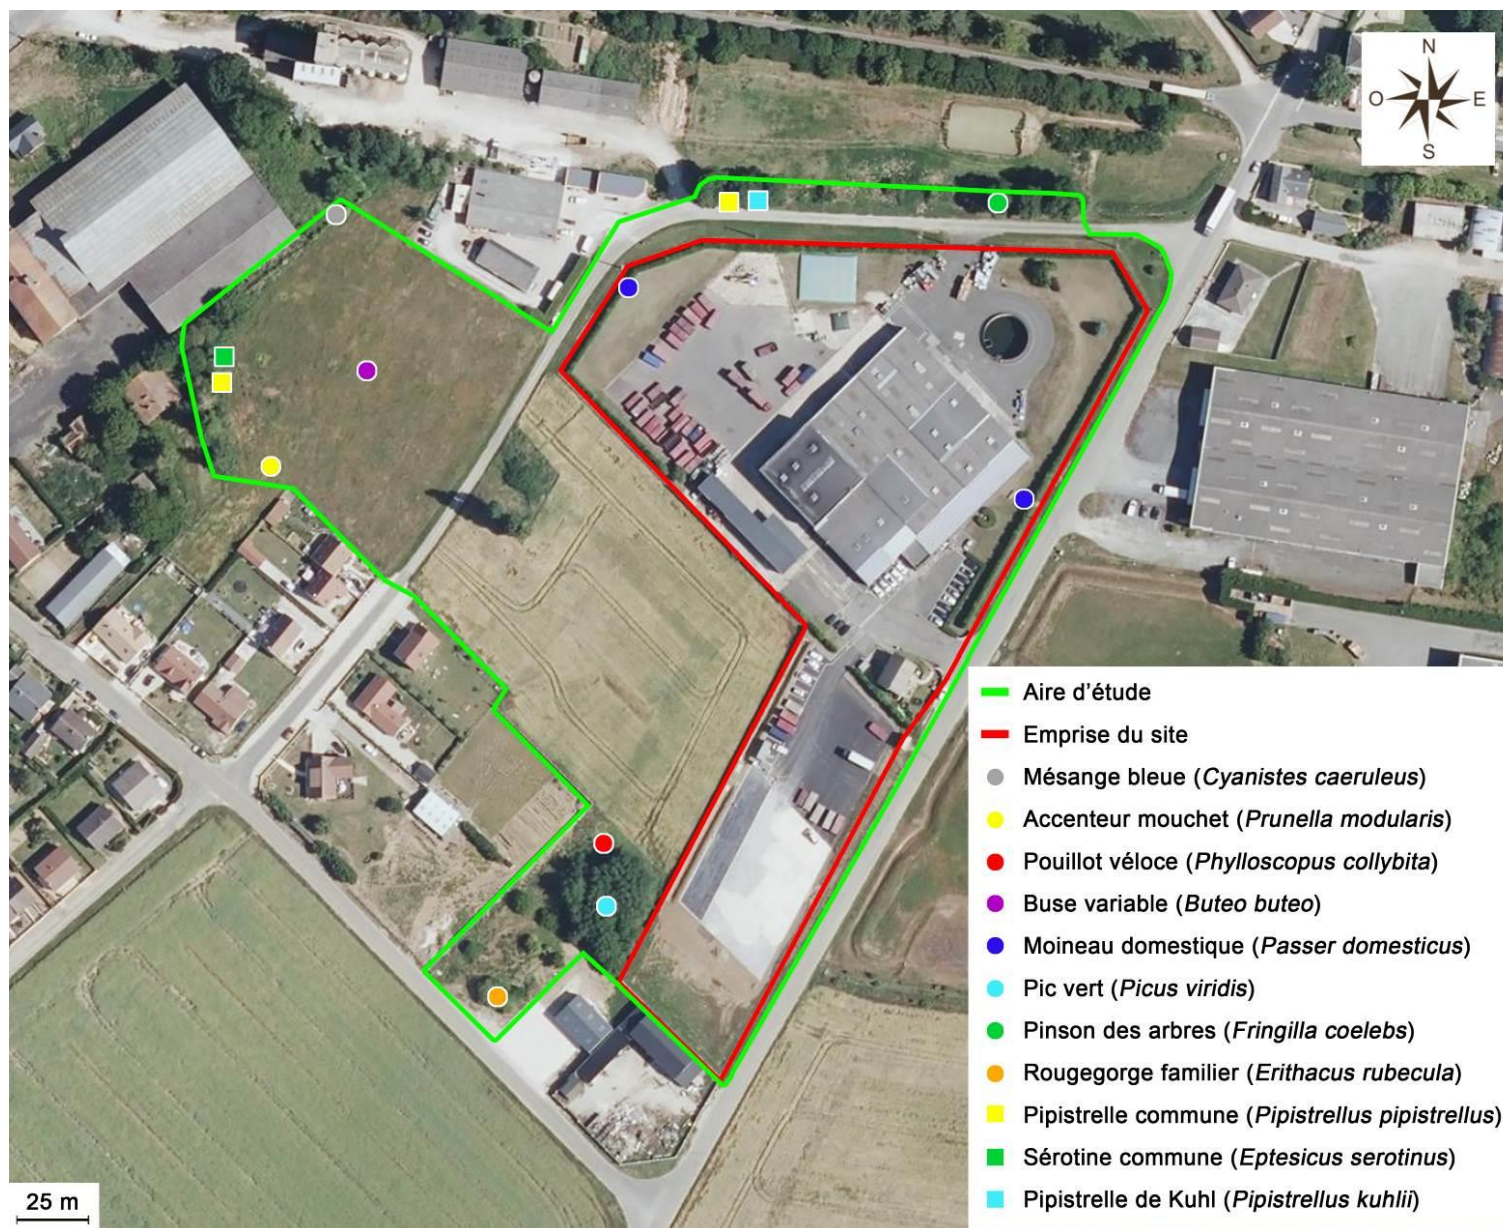 N
O E
S
Aire d'étude
Emprise du site
Mésange bleue (Cyanistes caeruleus)
Accenteur mouchet (Prunella modularis)
Pouillot véloce (Phylloscopus collybita)
Buse variable (Buteo buteo)
Moineau domestique (Passer domesticus)
Pic vert (Picus viridis)
Pinson des arbres (Fringilla coelebs)
Rougegorge familier (Erithacus rubecula)
Pipistrelle commune (Pipistrellus pipistrellus)
Sérotine commune (Eptesicus serotinus)
Pipistrelle de Kuhl (Pipistrellus kuhlii)
25 m